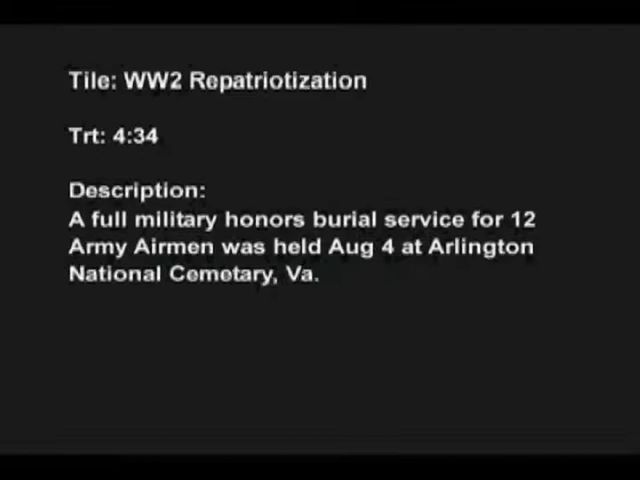 Tile: WW2 Repatriotization
Trt: 4:34
Description:
A full military honors burial service for 12
Army Airmen was held Aug 4 at Arlington
National Cemetary, Va.